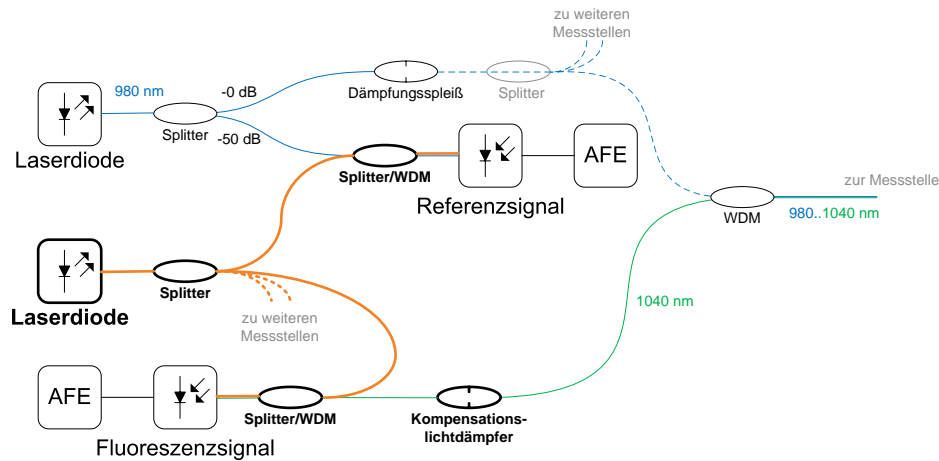 zu weiteren
Messstellen
980 nm
-0 dB
Dämpfungsspleiß
Splitter
Splitter
-50 dB
Laserdiode
Splitter/WDM
AFE
Referenzsignal
zur Messstelle
WDM
980..1040 nm
Splitter
Laserdiode
zu weiteren
Messstellen
1040 nm
AFE
Splitter/WDM
Kompensations-
lichtdämpfer
Fluoreszenzsignal